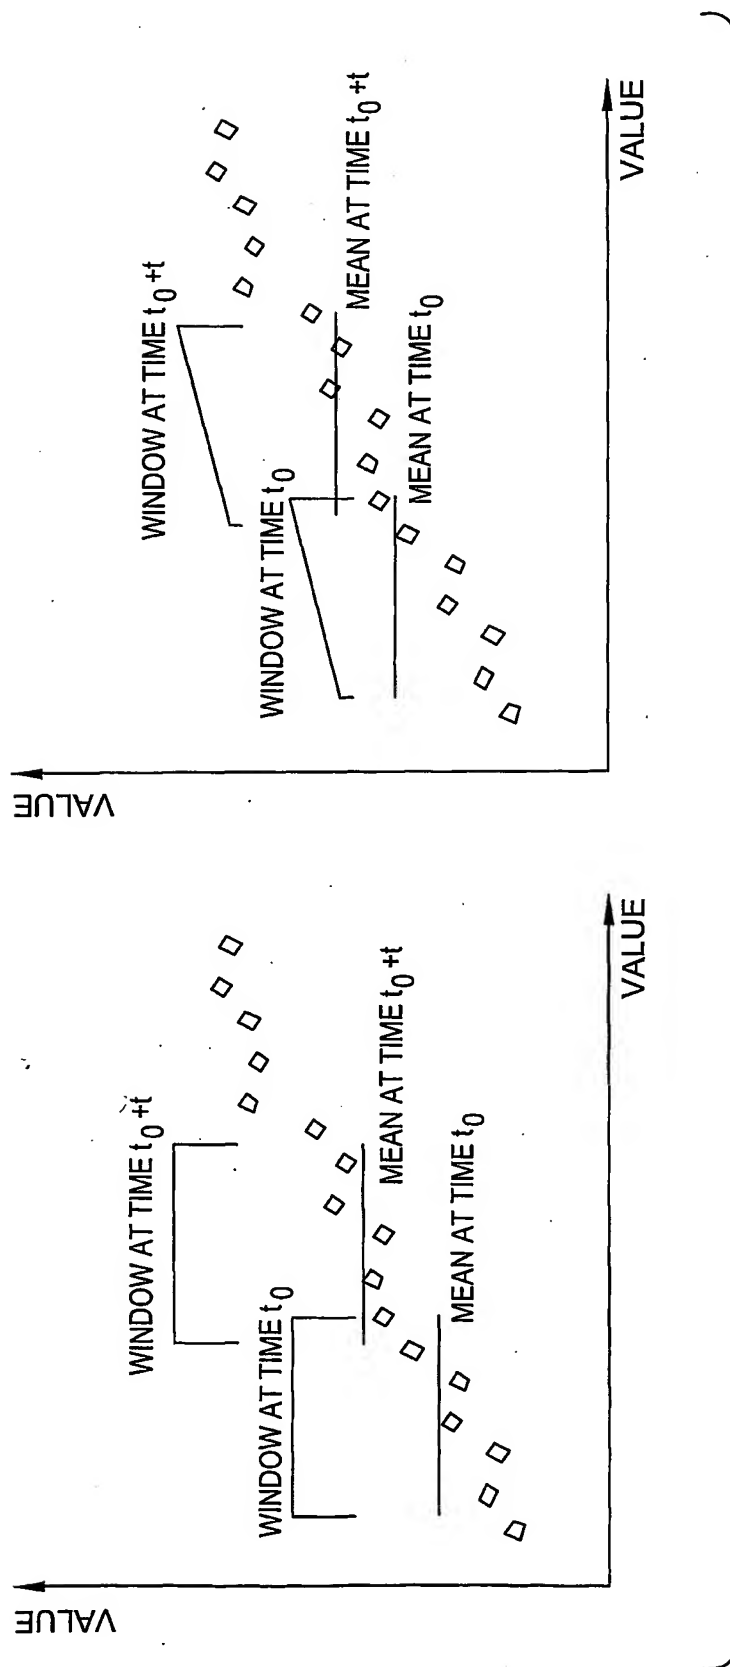 VALUE
WINDOW AT TIME t0+t
WINDOW AT TIME t0
MEAN AT TIME t0+t
MEAN AT TIME t0
VALUE
VALUE
WINDOW AT TIME t0+t
WINDOW AT TIME t0
MEAN AT TIME t0+t
MEAN AT TIME t0
VALUE